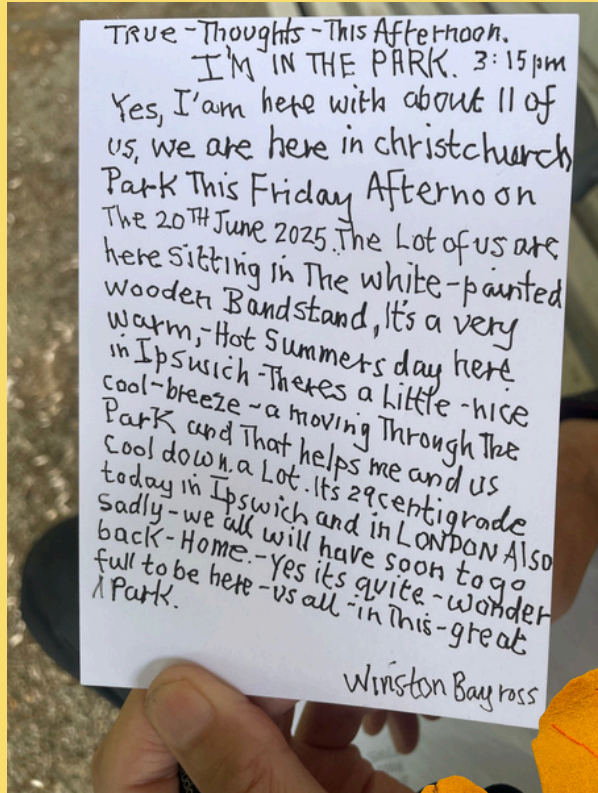 TRUE-Thoughts-This Afternoon.
I'M IN THE PARK. 3:15pm
Yes, I'am here with about 11 of
us, we are here in christchurch
Park This Friday Afternoon
The 20TH June 2025. The Lot of us are
here sitting in The white-painted
wooden Bandstand, It's a very
warm,-Hot Summers day here
in Ipswich-Theres a little-nice
cool-breeze-a moving Through The
Park and That helps me and us
Cool down. a Lot. Its 29centigrade
today in Ipswich and in LONDON Also
Sadly-we all will have soon to go
back-Home.-Yes its quite-wonder
full to be here-us all-in This-great
Park.
Winston Bayross